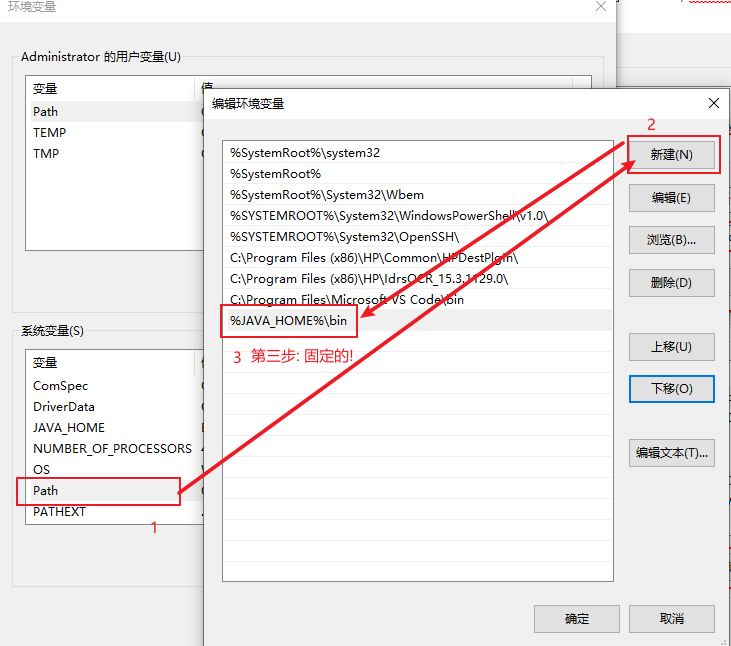 环境变量
Administrator 的用户变量(U)
变量
值
Path
TEMP
TMP
系统变量(S)
变量
ComSpec
DriverData
JAVA_HOME
NUMBER_OF_PROCESSORS
OS
Path
PATHEXT
1
编辑环境变量
2
%SystemRoot%\system32
%SystemRoot%
%SystemRoot%\System32\Wbem
%SYSTEMROOT%\System32\WindowsPowerShell\v1.0\
%SYSTEMROOT%\System32\OpenSSH\
C:\Program Files (x86)\HP\Common\HPDestPlgIn\
C:\Program Files (x86)\HP\IdrsOCR_15.3.1129.0\
C:\Program Files\Microsoft VS Code\bin
%JAVA_HOME%\bin
3 第三步: 固定的!
新建(N)
编辑(E)
浏览(B)...
删除(D)
上移(U)
下移(O)
编辑文本(T)...
确定
取消